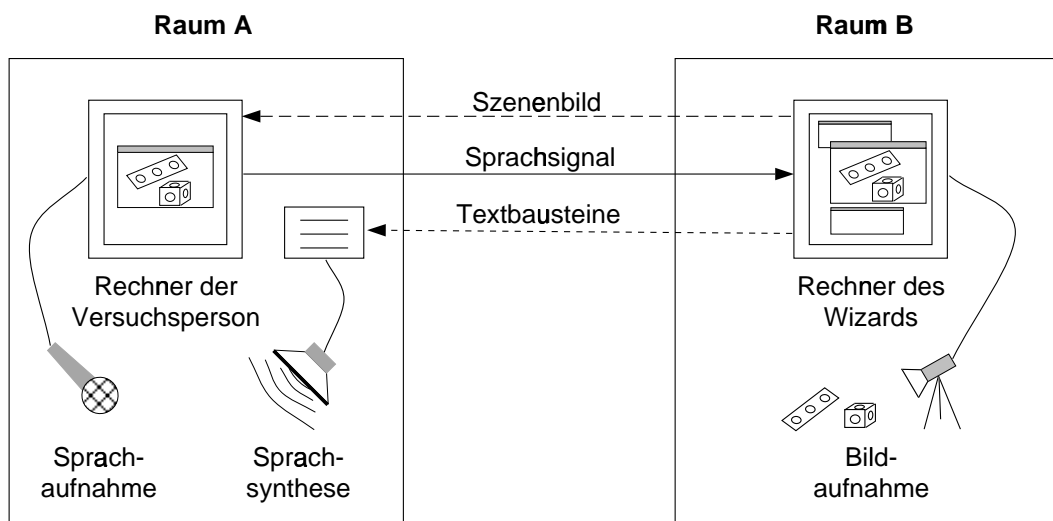 Raum A
Raum B
Szenenbild
Sprachsignal
Textbausteine
Rechner der
Versuchsperson
Rechner des
Wizards
Sprach-
aufnahme
Sprach-
synthese
Bild-
aufnahme